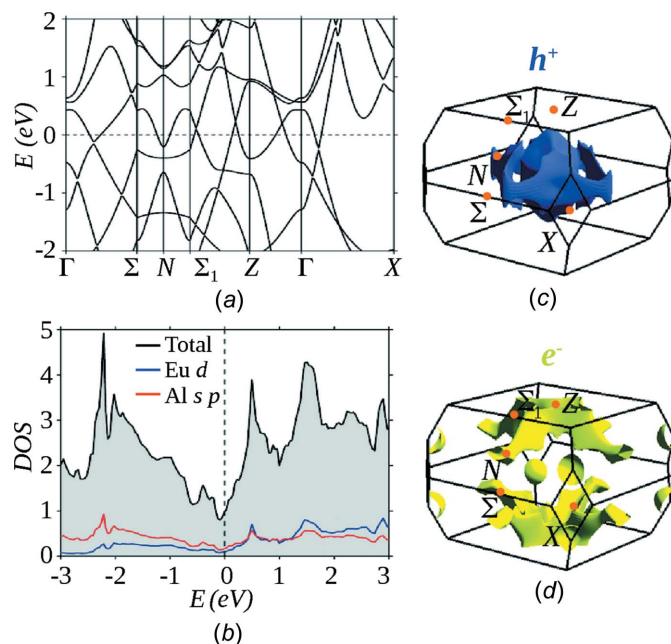 2
1
0
-1
-2
E (eV)
Γ Σ N Σ1 Z Γ X
(a)
h+
Σ1 Z
N
Σ
X
(c)
5
4
3
2
1
0
DOS
Total
Eu d
Al s p
-3 -2 -1 0 1 2 3
E (eV)
(b)
e-
Σ1 Z
N
Σ
X
(d)